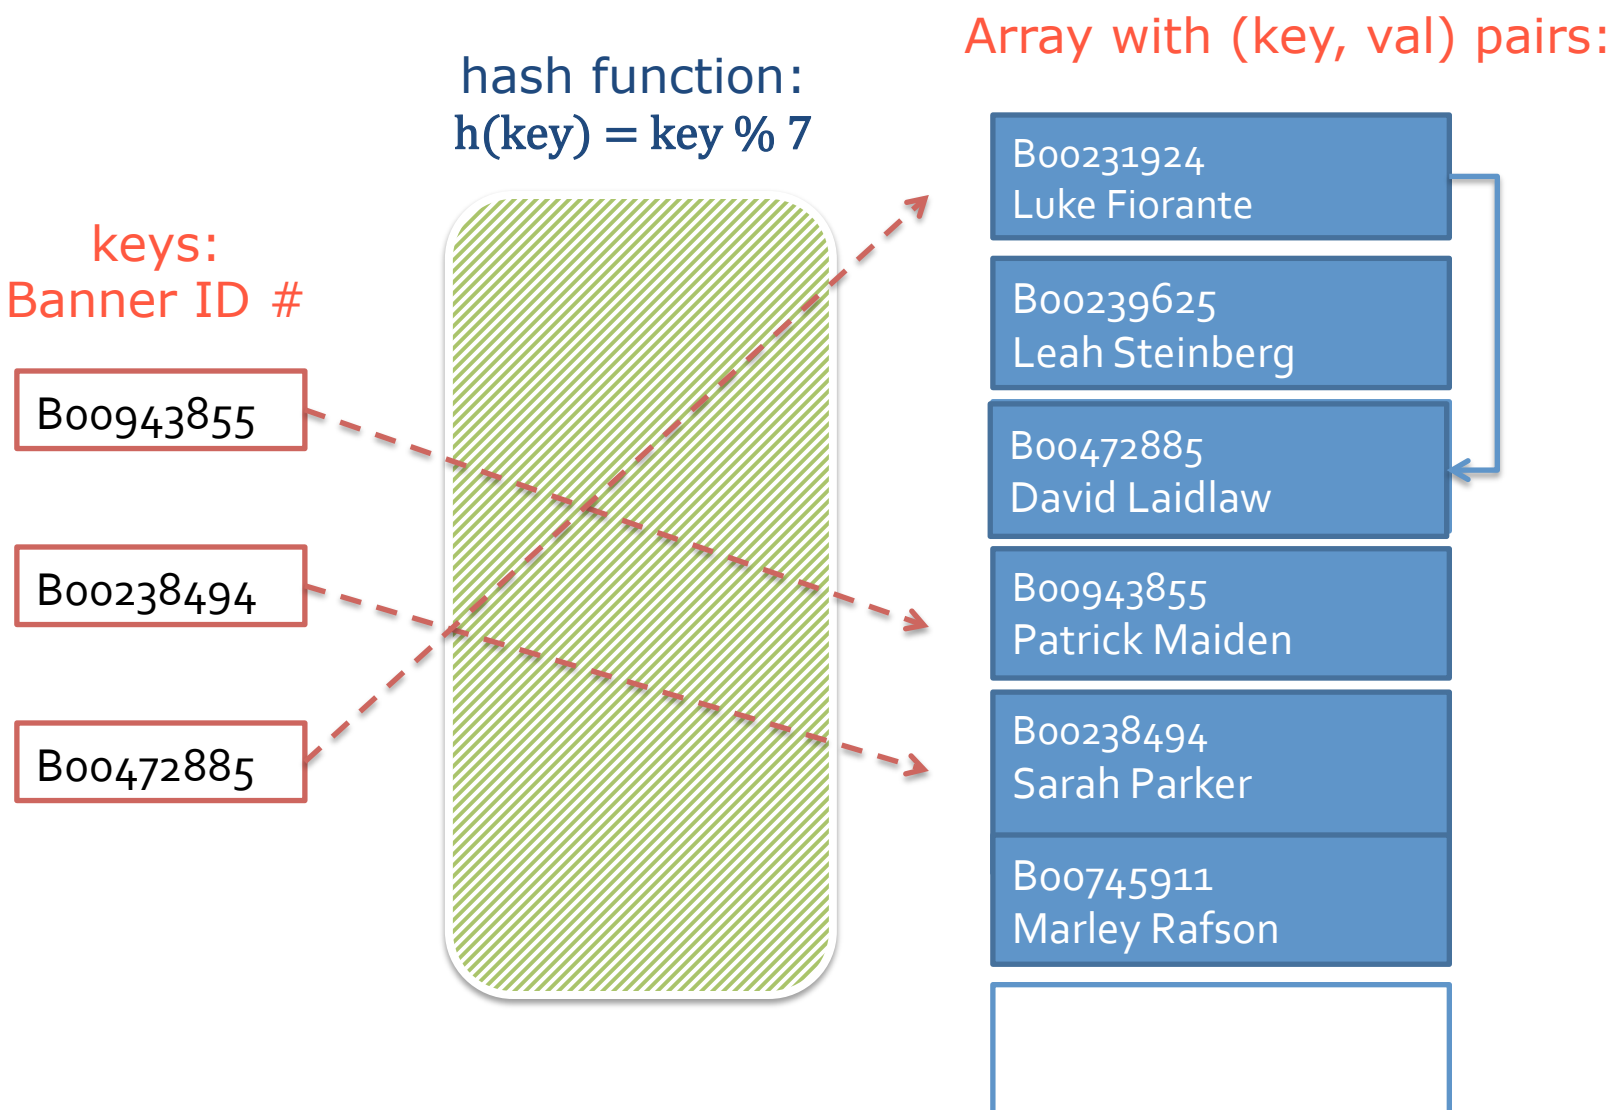 Array with (key, val) pairs:
hash function:
h(key) = key % 7
keys:
Banner ID #
B00943855
B00238494
B00472885
B00231924
Luke Fiorante
B00239625
Leah Steinberg
B00472885
David Laidlaw
B00943855
Patrick Maiden
B00238494
Sarah Parker
B00745911
Marley Rafson